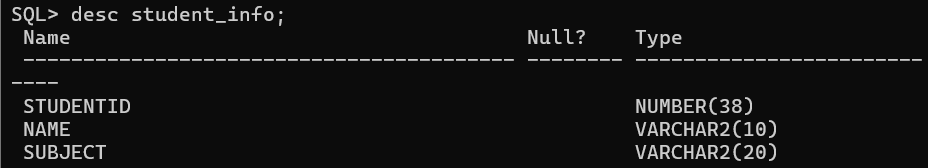 SQL> desc student_info;
Name Null? Type
----------------------------------------- -------- ------------------------
----
STUDENTID NUMBER(38)
NAME VARCHAR2(10)
SUBJECT VARCHAR2(20)